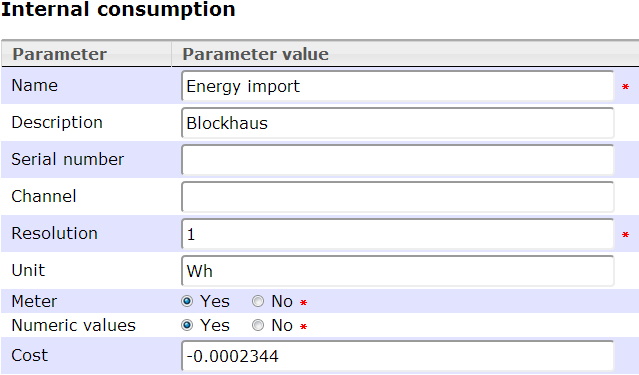 Internal consumption
Parameter Parameter value
Name Energy import *
Description Blockhaus
Serial number
Channel
Resolution 1 *
Unit Wh
Meter Yes No *
Numeric values Yes No *
Cost -0.0002344